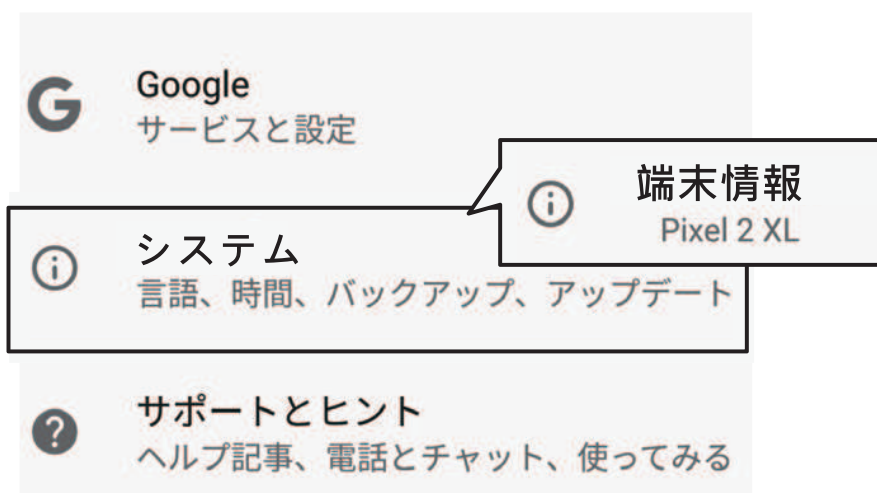 Google
サービスと設定
端末情報
Pixel 2 XL
システム
言語、時間、バックアップ、アップデート
サポートとヒント
ヘルプ記事、電話とチャット、使ってみる